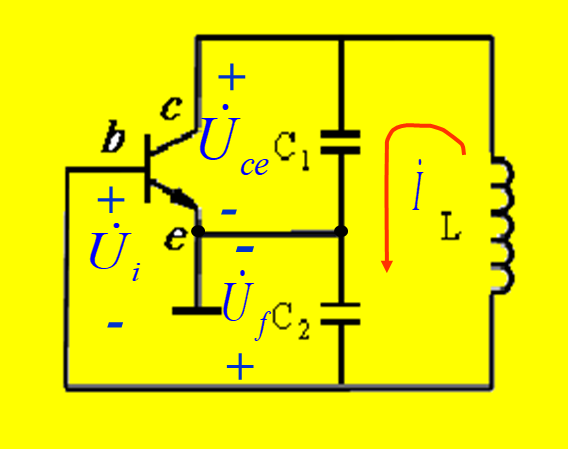 +
c
b
U̇ce
C1
İ
+
-
U̇i
e
-
L
U̇f
C2
-
+